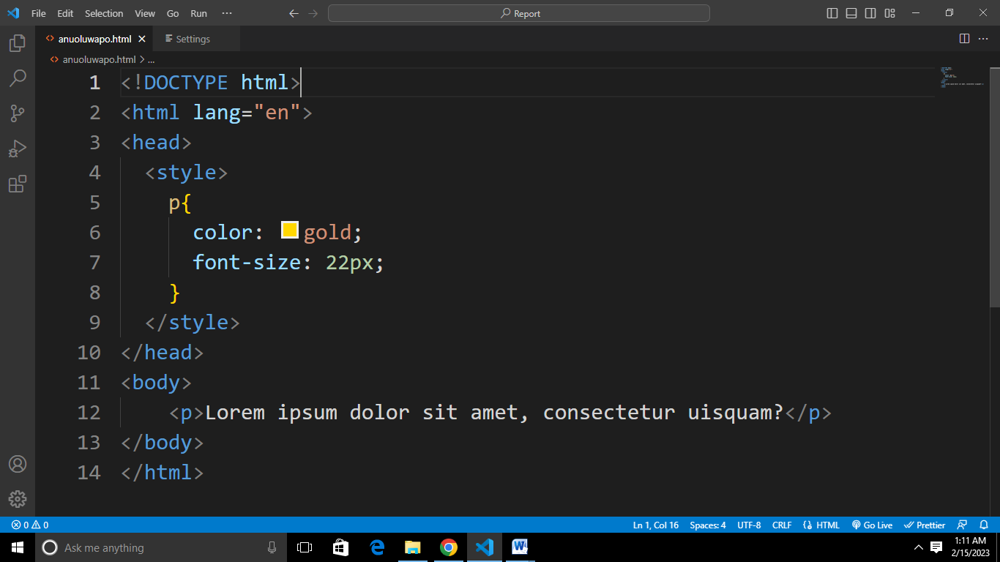 File Edit Selection View Go Run ··· Report
anuoluwapo.html Settings
anuoluwapo.html > ...
1 <!DOCTYPE html>
2 <html lang="en">
3 <head>
4 <style>
5 p{
6 color: gold;
7 font-size: 22px;
8 }
9 </style>
10 </head>
11 <body>
12 <p>Lorem ipsum dolor sit amet, consectetur uisquam?</p>
13 </body>
14 </html>
0 0 Ln 1, Col 16 Spaces: 4 UTF-8 CRLF {} HTML Go Live Prettier
Ask me anything
1:11 AM
2/15/2023